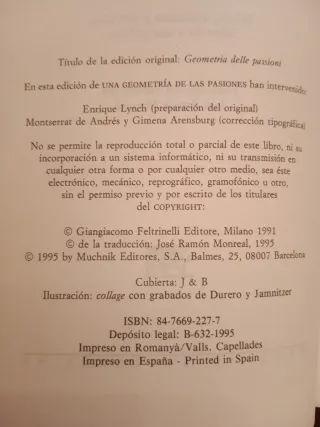 Título de la edición original: Geometria delle passioni
En esta edición de UNA GEOMETRÍA DE LAS PASIONES han intervenido:
Enrique Lynch (preparación del original)
Montserrat de Andrés y Gimena Arensburg (corrección tipográfica)
No se permite la reproducción total o parcial de este libro, ni su
incorporación a un sistema informático, ni su transmisión en
cualquier otra forma o por cualquier otro medio, sea éste
electrónico, mecánico, reprográfico, gramofónico u otro,
sin el permiso previo y por escrito de los titulares
del COPYRIGHT:
© Giangiacomo Feltrinelli Editore, Milano 1991
© de la traducción: José Ramón Monreal, 1995
© 1995 by Muchnik Editores, S.A., Balmes, 25, 08007 Barcelona
Cubierta: J & B
Ilustración: collage con grabados de Durero y Jamnitzer
ISBN: 84-7669-227-7
Depósito legal: B-632-1995
Impreso en Romanyà/Valls. Capellades
Impreso en España - Printed in Spain